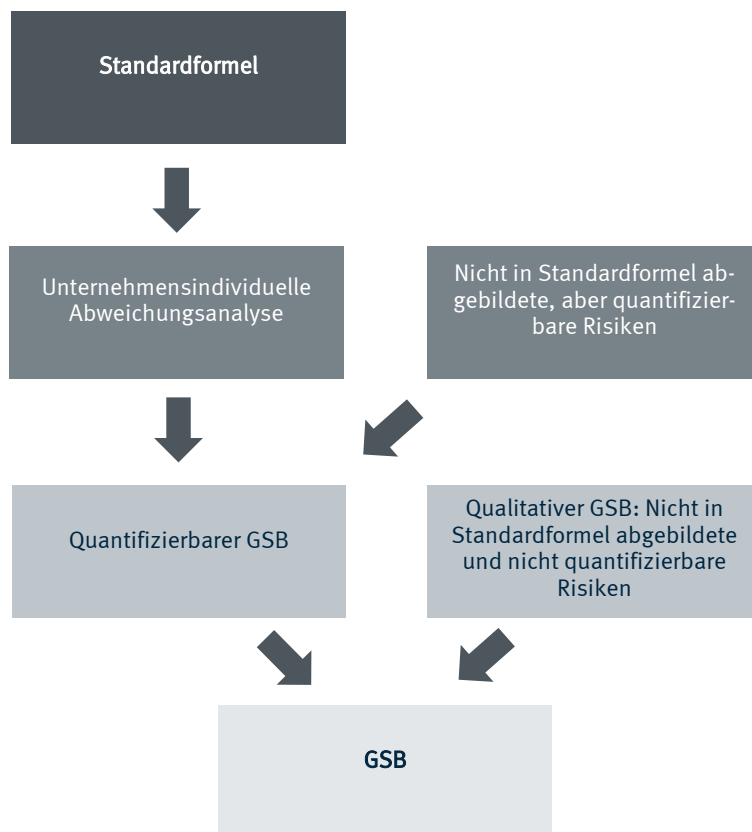 Standardformel
Unternehmensindividuelle
Abweichungsanalyse
Nicht in Standardformel ab-
gebildete, aber quantifizier-
bare Risiken
Quantifizierbarer GSB
Qualitativer GSB: Nicht in
Standardformel abgebildete
und nicht quantifizierbare
Risiken
GSB